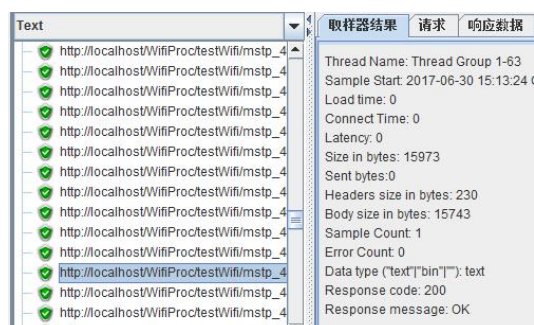 Text
http://localhost/WifiProc/testWifi/mstp_4
http://localhost/WifiProc/testWifi/mstp_4
http://localhost/WifiProc/testWifi/mstp_4
http://localhost/WifiProc/testWifi/mstp_4
http://localhost/WifiProc/testWifi/mstp_4
http://localhost/WifiProc/testWifi/mstp_4
http://localhost/WifiProc/testWifi/mstp_4
http://localhost/WifiProc/testWifi/mstp_4
http://localhost/WifiProc/testWifi/mstp_4
http://localhost/WifiProc/testWifi/mstp_4
http://localhost/WifiProc/testWifi/mstp_4
http://localhost/WifiProc/testWifi/mstp_4
http://localhost/WifiProc/testWifi/mstp_4
http://localhost/WifiProc/testWifi/mstp_4
取样器结果 请求 响应数据
Thread Name: Thread Group 1-63
Sample Start: 2017-06-30 15:13:24
Load time: 0
Connect Time: 0
Latency: 0
Size in bytes: 15973
Sent bytes:0
Headers size in bytes: 230
Body size in bytes: 15743
Sample Count: 1
Error Count: 0
Data type ("text"|"bin"|""): text
Response code: 200
Response message: OK